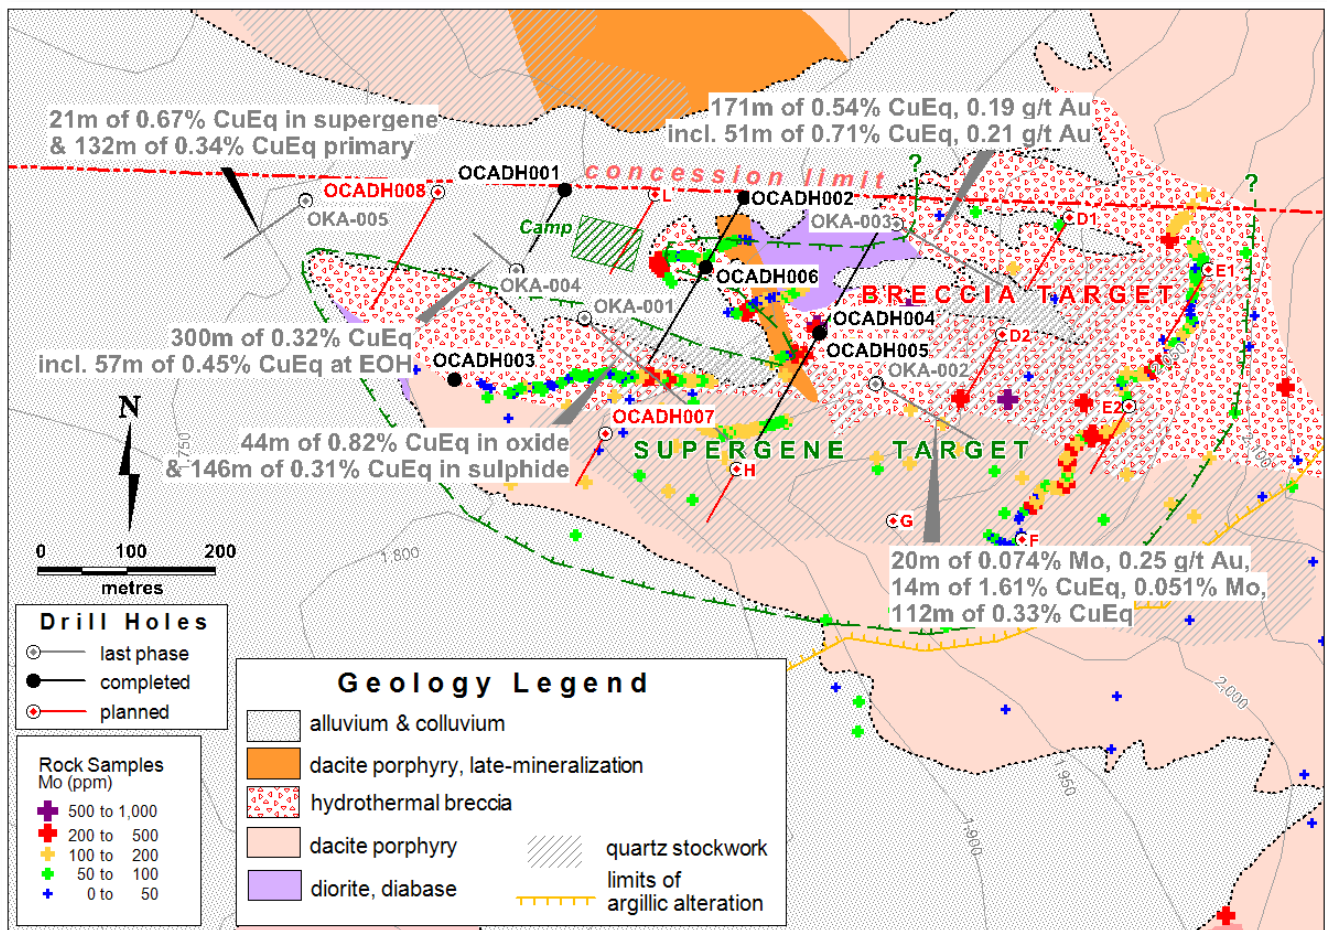 171m of 0.54% CuEq, 0.19 g/t Au
incl. 51m of 0.71% CuEq, 0.21 g/t Au
21m of 0.67% CuEq in supergene
& 132m of 0.34% CuEq primary
concession limit
?
?
OCADH001
OCADH008
L
OCADH002
OKA-005
OKA-003
D1
Camp
OCADH006
OKA-004
E1
BRECCIA TARGET
OKA-001
OCADH004
300m of 0.32% CuEq
incl. 57m of 0.45% CuEq at EOH
D2
OCADH005
OCADH003
OKA-002
E2
N
1,750
OCADH007
44m of 0.82% CuEq in oxide
& 146m of 0.31% CuEq in sulphide
SUPERGENE TARGET
2,100
H
G
F
1,800
0 100 200
metres
20m of 0.074% Mo, 0.25 g/t Au,
14m of 1.61% CuEq, 0.051% Mo,
112m of 0.33% CuEq
2,000
1,950
1,900
Drill Holes
last phase
completed
planned
Rock Samples
Mo (ppm)
500 to 1,000
200 to 500
100 to 200
50 to 100
0 to 50
Geology Legend
alluvium & colluvium
dacite porphyry, late-mineralization
hydrothermal breccia
dacite porphyry
diorite, diabase
quartz stockwork
limits of
argillic alteration